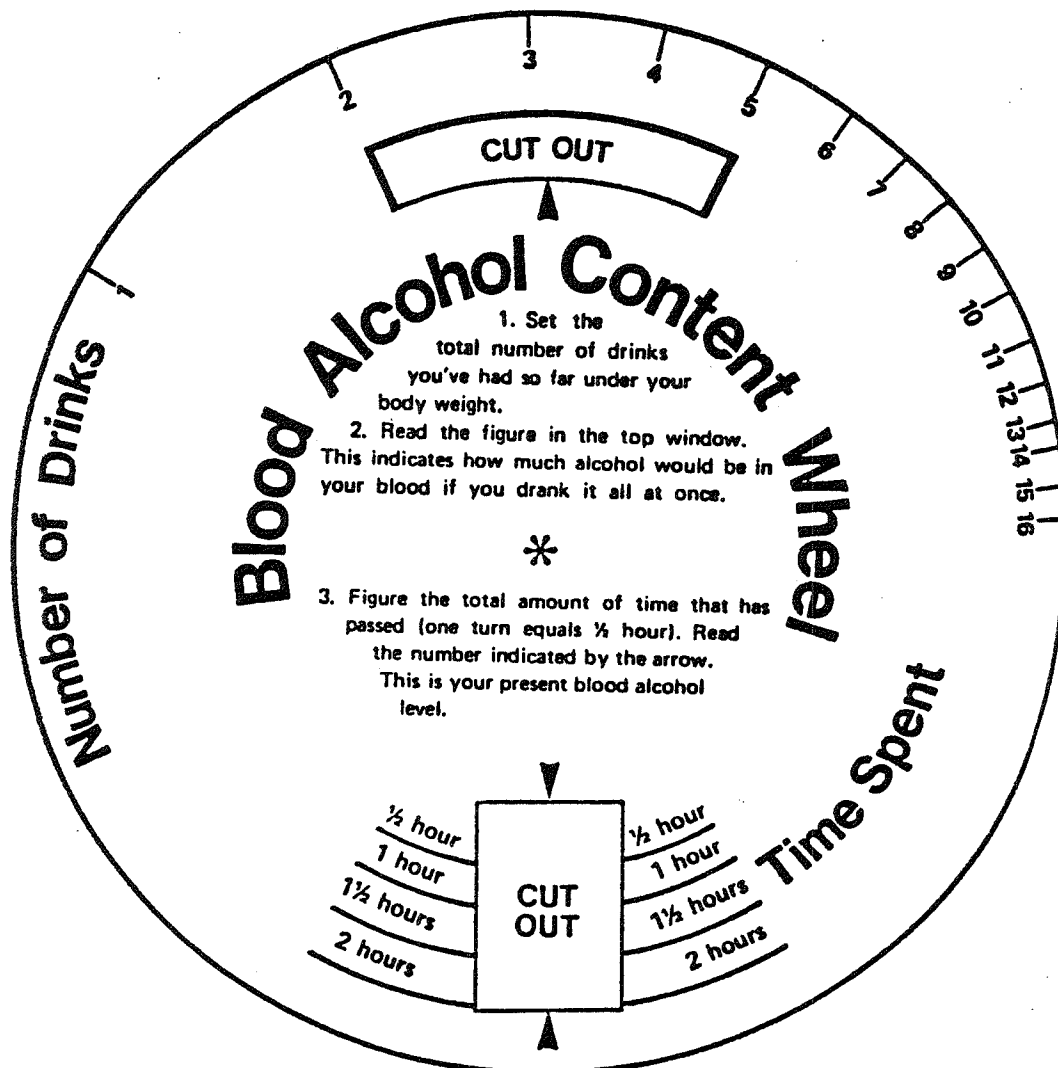 1
2
3
4
5
6
7
8
9
10
11
12
13
14
15
16
Number of Drinks
CUT OUT
Blood Alcohol Content Wheel
1. Set the
total number of drinks
you've had so far under your
body weight.
2. Read the figure in the top window.
This indicates how much alcohol would be in
your blood if you drank it all at once.
*
3. Figure the total amount of time that has
passed (one turn equals ½ hour). Read
the number indicated by the arrow.
This is your present blood alcohol
level.
Time Spent
½ hour
1 hour
1½ hours
2 hours
CUT
OUT
½ hour
1 hour
1½ hours
2 hours